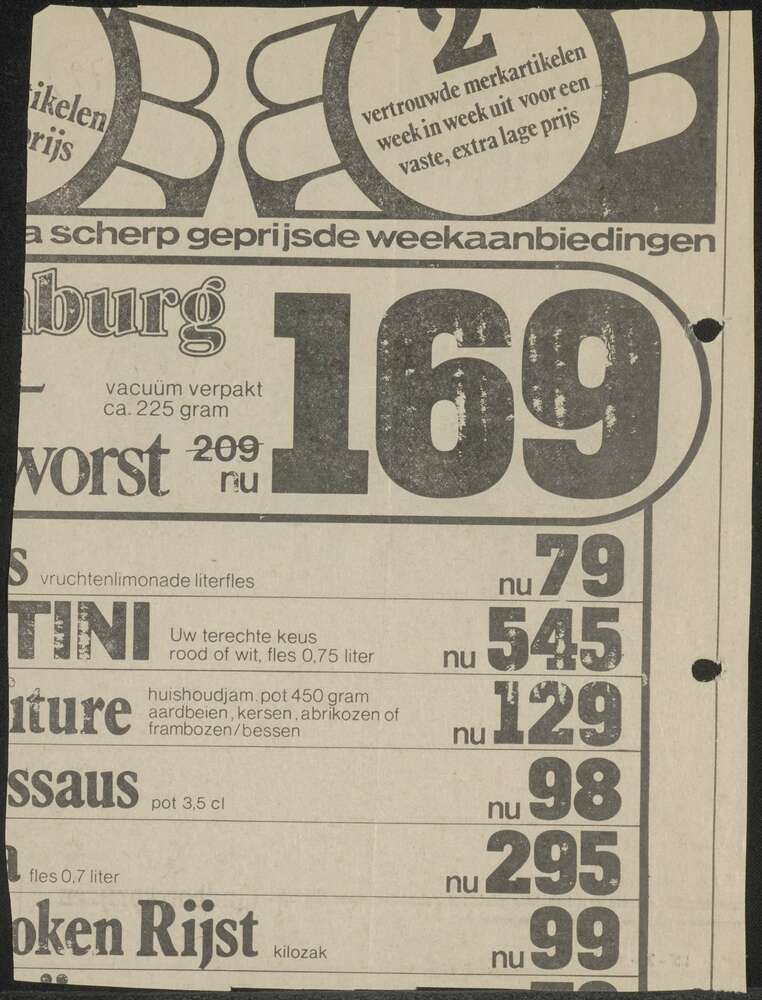 ikelen
rijs
2
vertrouwde merkartikelen
week in week uit voor een
vaste, extra lage prijs
a scherp geprijsde weekaanbiedingen
burg
169
vacuüm verpakt
ca. 225 gram
worst 209
nu
s vruchtenlimonade literfles nu 79
TINI Uw terechte keus
rood of wit, fles 0,75 liter nu 545
iture huishoudjam, pot 450 gram
aardbeien, kersen, abrikozen of
frambozen/bessen nu 129
ssaus pot 3,5 cl nu 98
fles 0,7 liter nu 295
oken Rijst kilozak nu 99